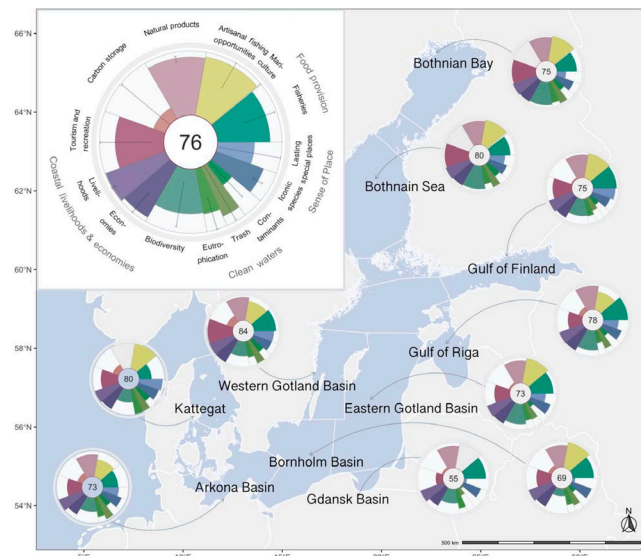 Natural products
Artisanal fishing
opportunities
Mari-
culture
Food provision
Fisheries
Carbon storage
Tourism and
recreation
76
Lasting
special places
Iconic
species
Sense of Place
Coastal livelihoods & economies
Liveli-
hoods
Econ-
omies
Biodiversity
Eutro-
phication
Trash
Con-
taminants
Clean waters
66°N
64°N
62°N
60°N
58°N
56°N
54°N
Bothnian Bay
75
80
Bothnain Sea
75
Gulf of Finland
84
78
80
Gulf of Riga
Western Gotland Basin
73
Kattegat
Eastern Gotland Basin
Bornholm Basin
73
Arkona Basin
55
69
Gdansk Basin
N
500 km